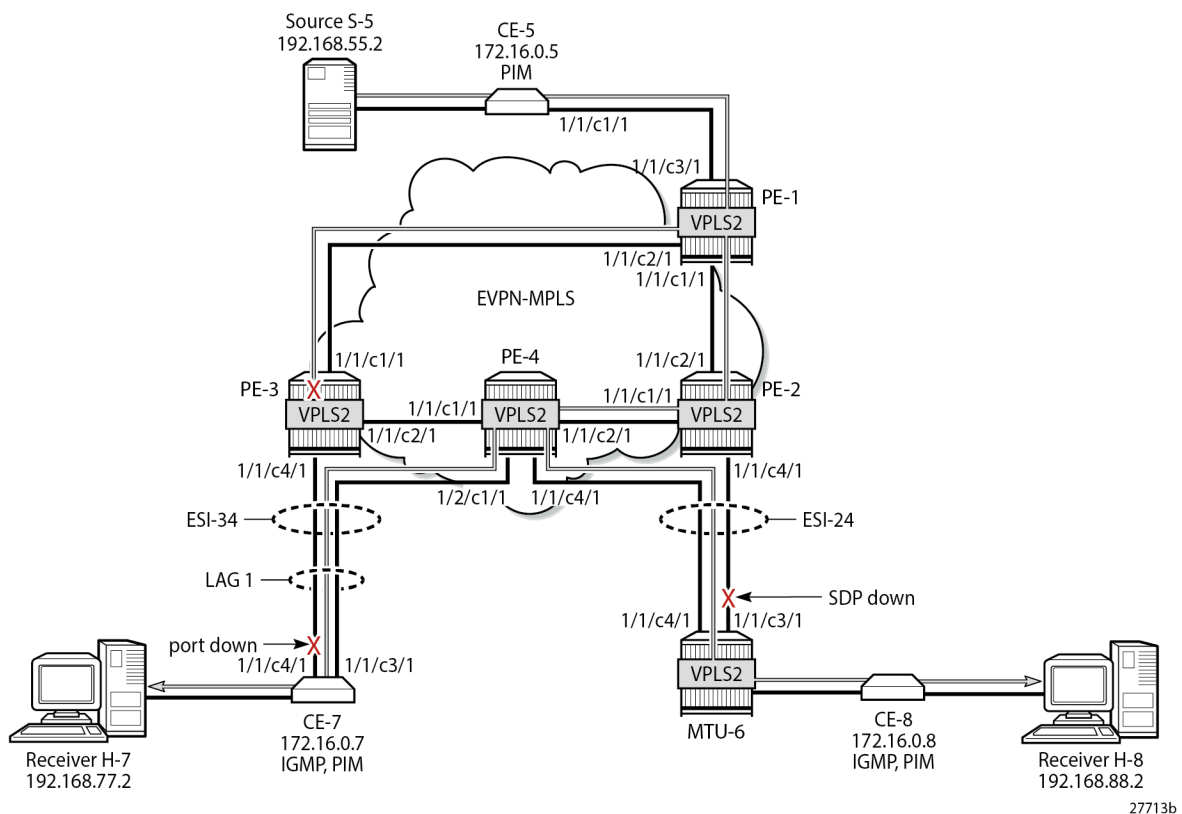 Source S-5
192.168.55.2
CE-5
172.16.0.5
PIM
1/1/c1/1
1/1/c3/1
PE-1
VPLS2
1/1/c2/1
1/1/c1/1
EVPN-MPLS
1/1/c1/1
PE-4
1/1/c2/1
PE-3
PE-2
1/1/c1/1
1/1/c1/1
VPLS2
VPLS2
VPLS2
1/1/c2/1
1/1/c2/1
1/1/c4/1
1/1/c4/1
1/2/c1/1
1/1/c4/1
ESI-34
ESI-24
LAG 1
X
SDP down
1/1/c4/1
1/1/c3/1
port down
X
1/1/c4/1
1/1/c3/1
X
VPLS2
CE-7
172.16.0.7
IGMP, PIM
MTU-6
CE-8
172.16.0.8
IGMP, PIM
Receiver H-7
192.168.77.2
Receiver H-8
192.168.88.2
27713b